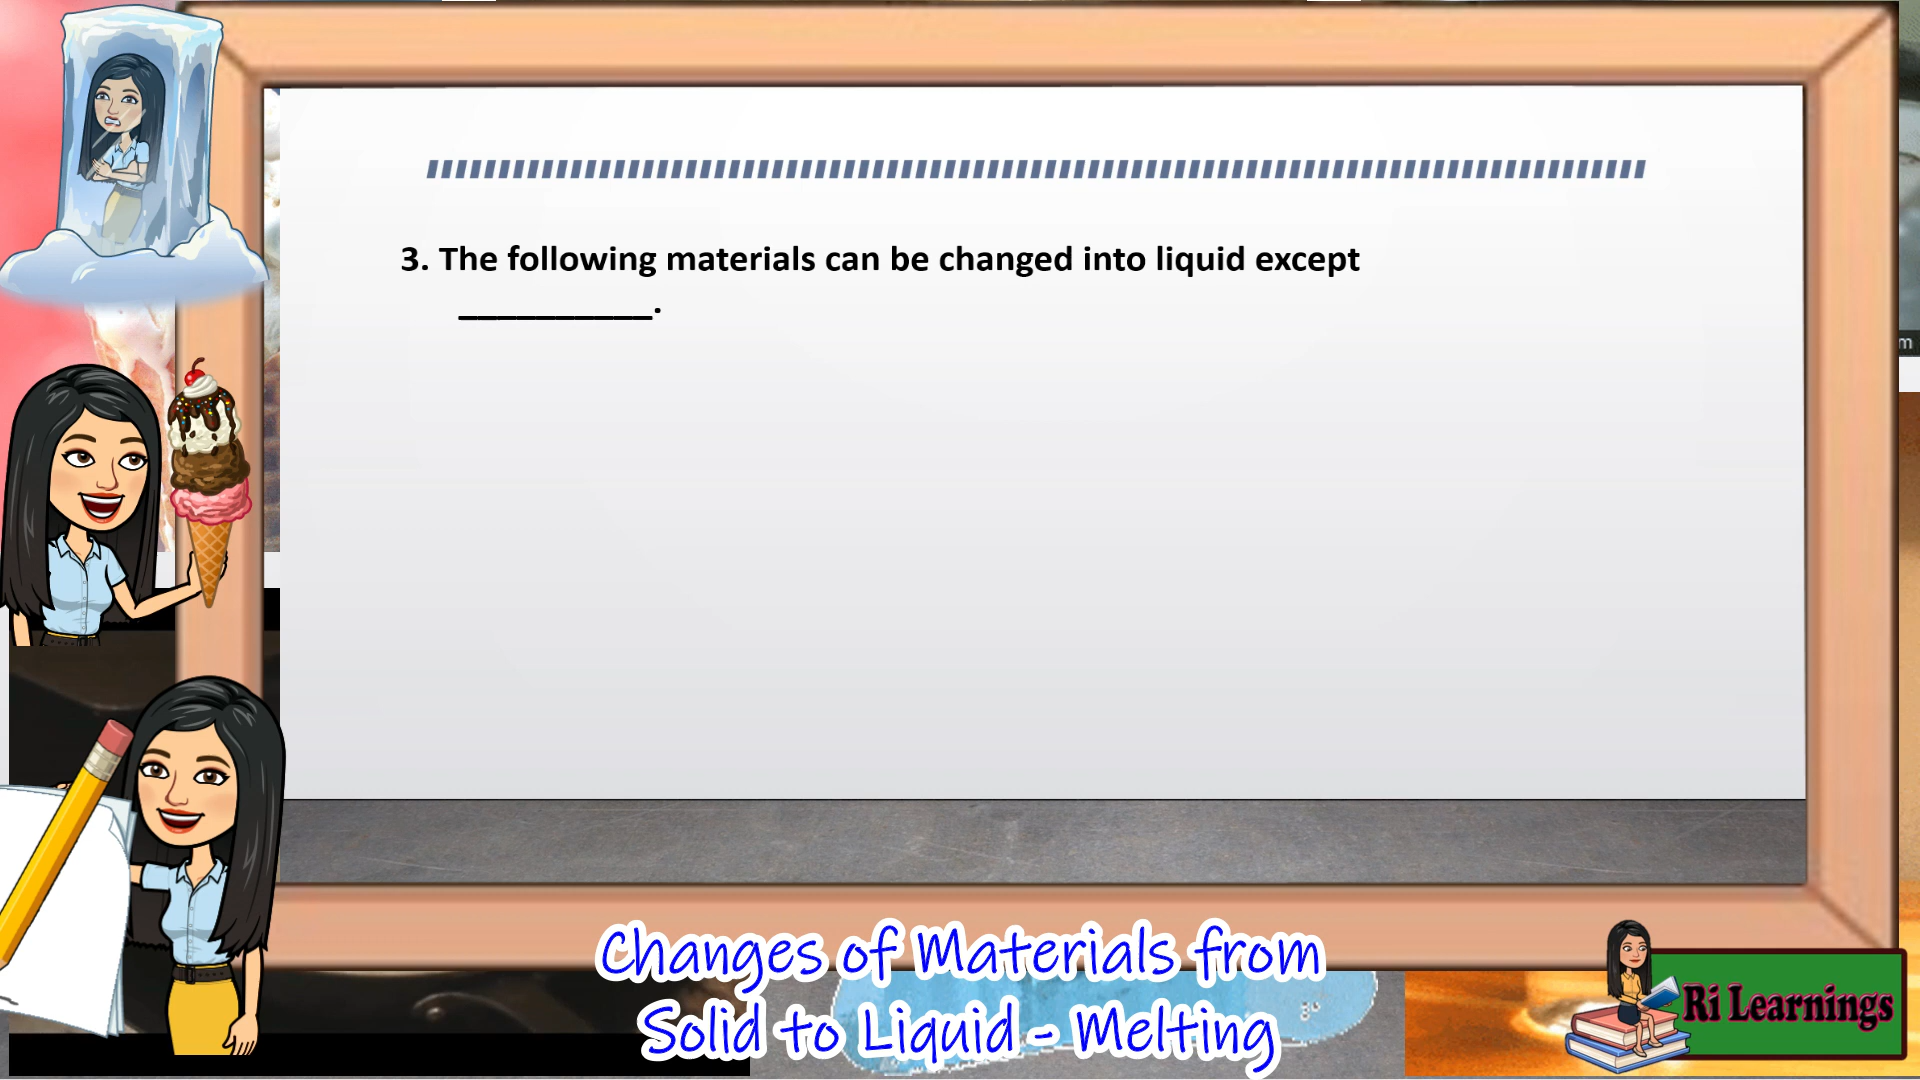 3. The following materials can be changed into liquid except
__________.
m
Changes of Materials from
Solid to Liquid - Melting
Ri Learnings